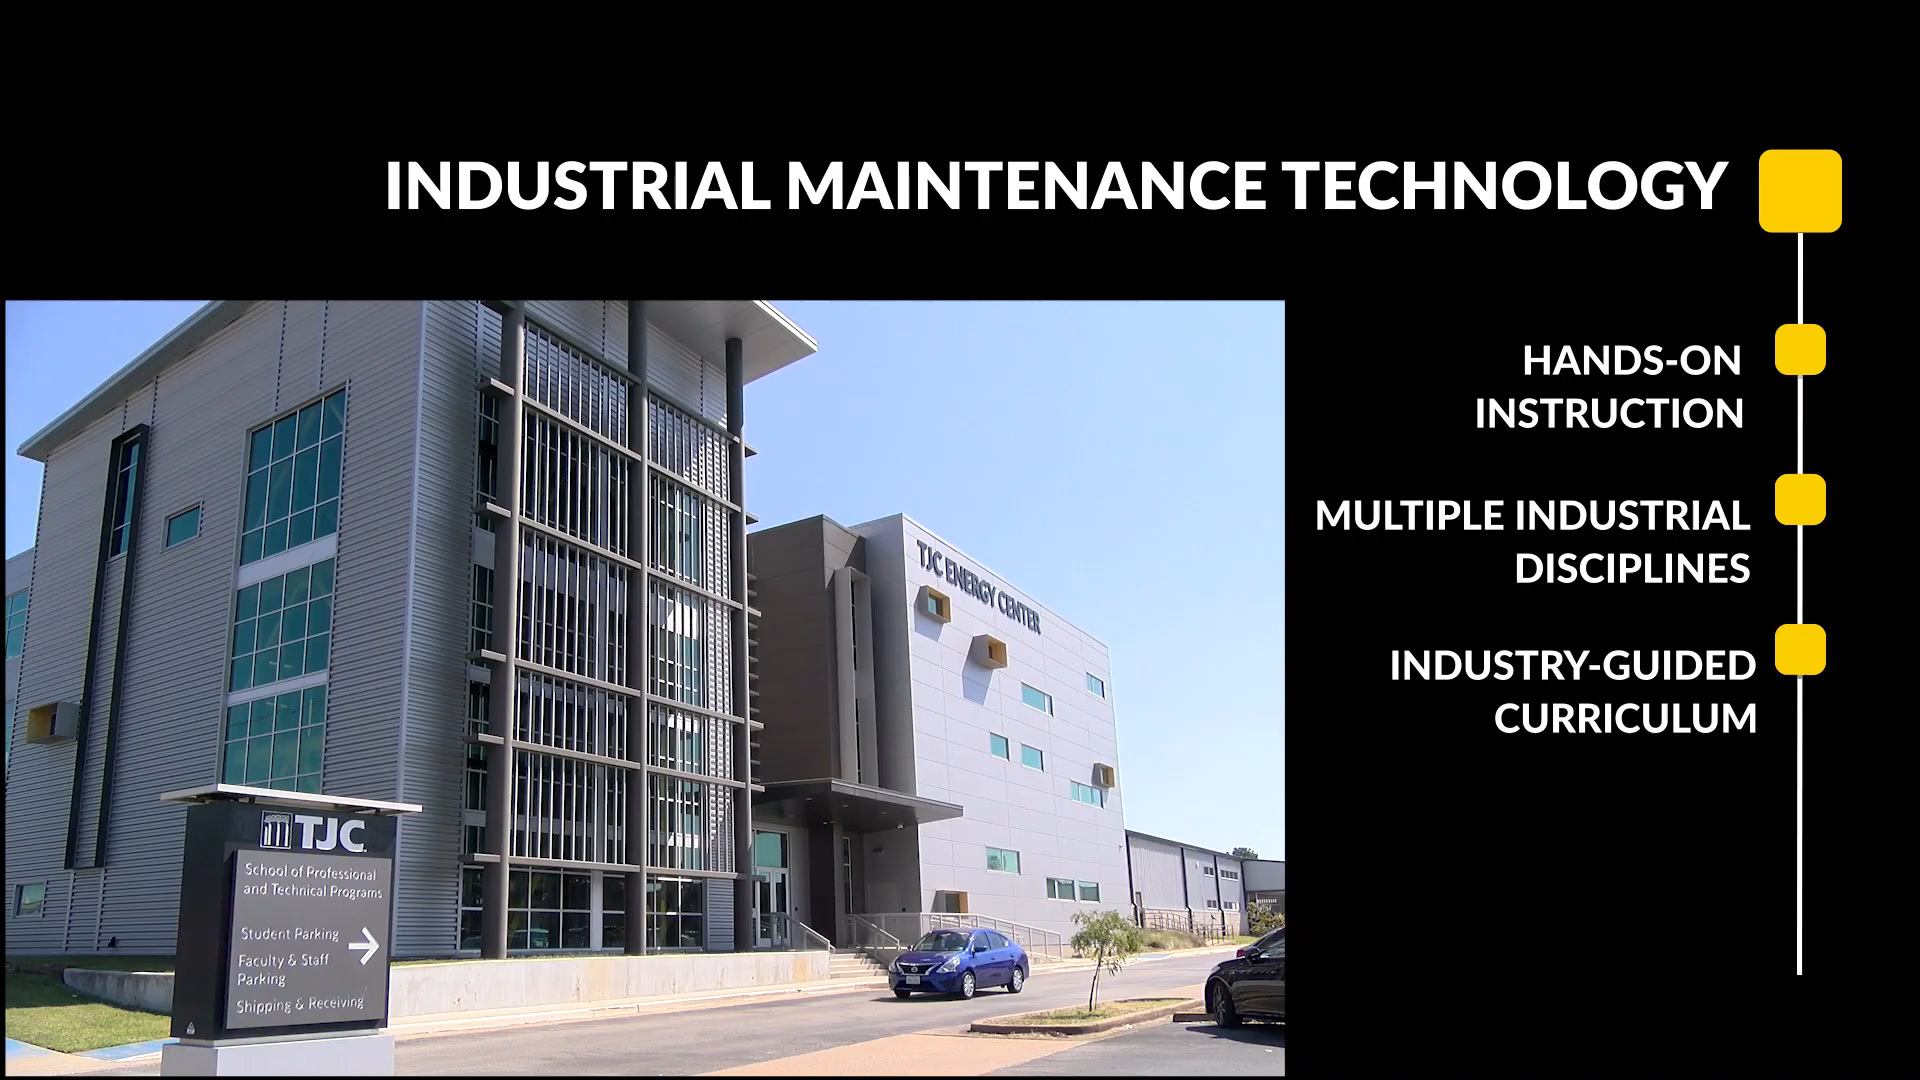 INDUSTRIAL MAINTENANCE TECHNOLOGY
HANDS-ON
INSTRUCTION
MULTIPLE INDUSTRIAL
DISCIPLINES
INDUSTRY-GUIDED
CURRICULUM
TJC ENERGY CENTER
TJC
School of Professional
and Technical Programs
Student Parking
Faculty & Staff
Parking
Shipping & Receiving